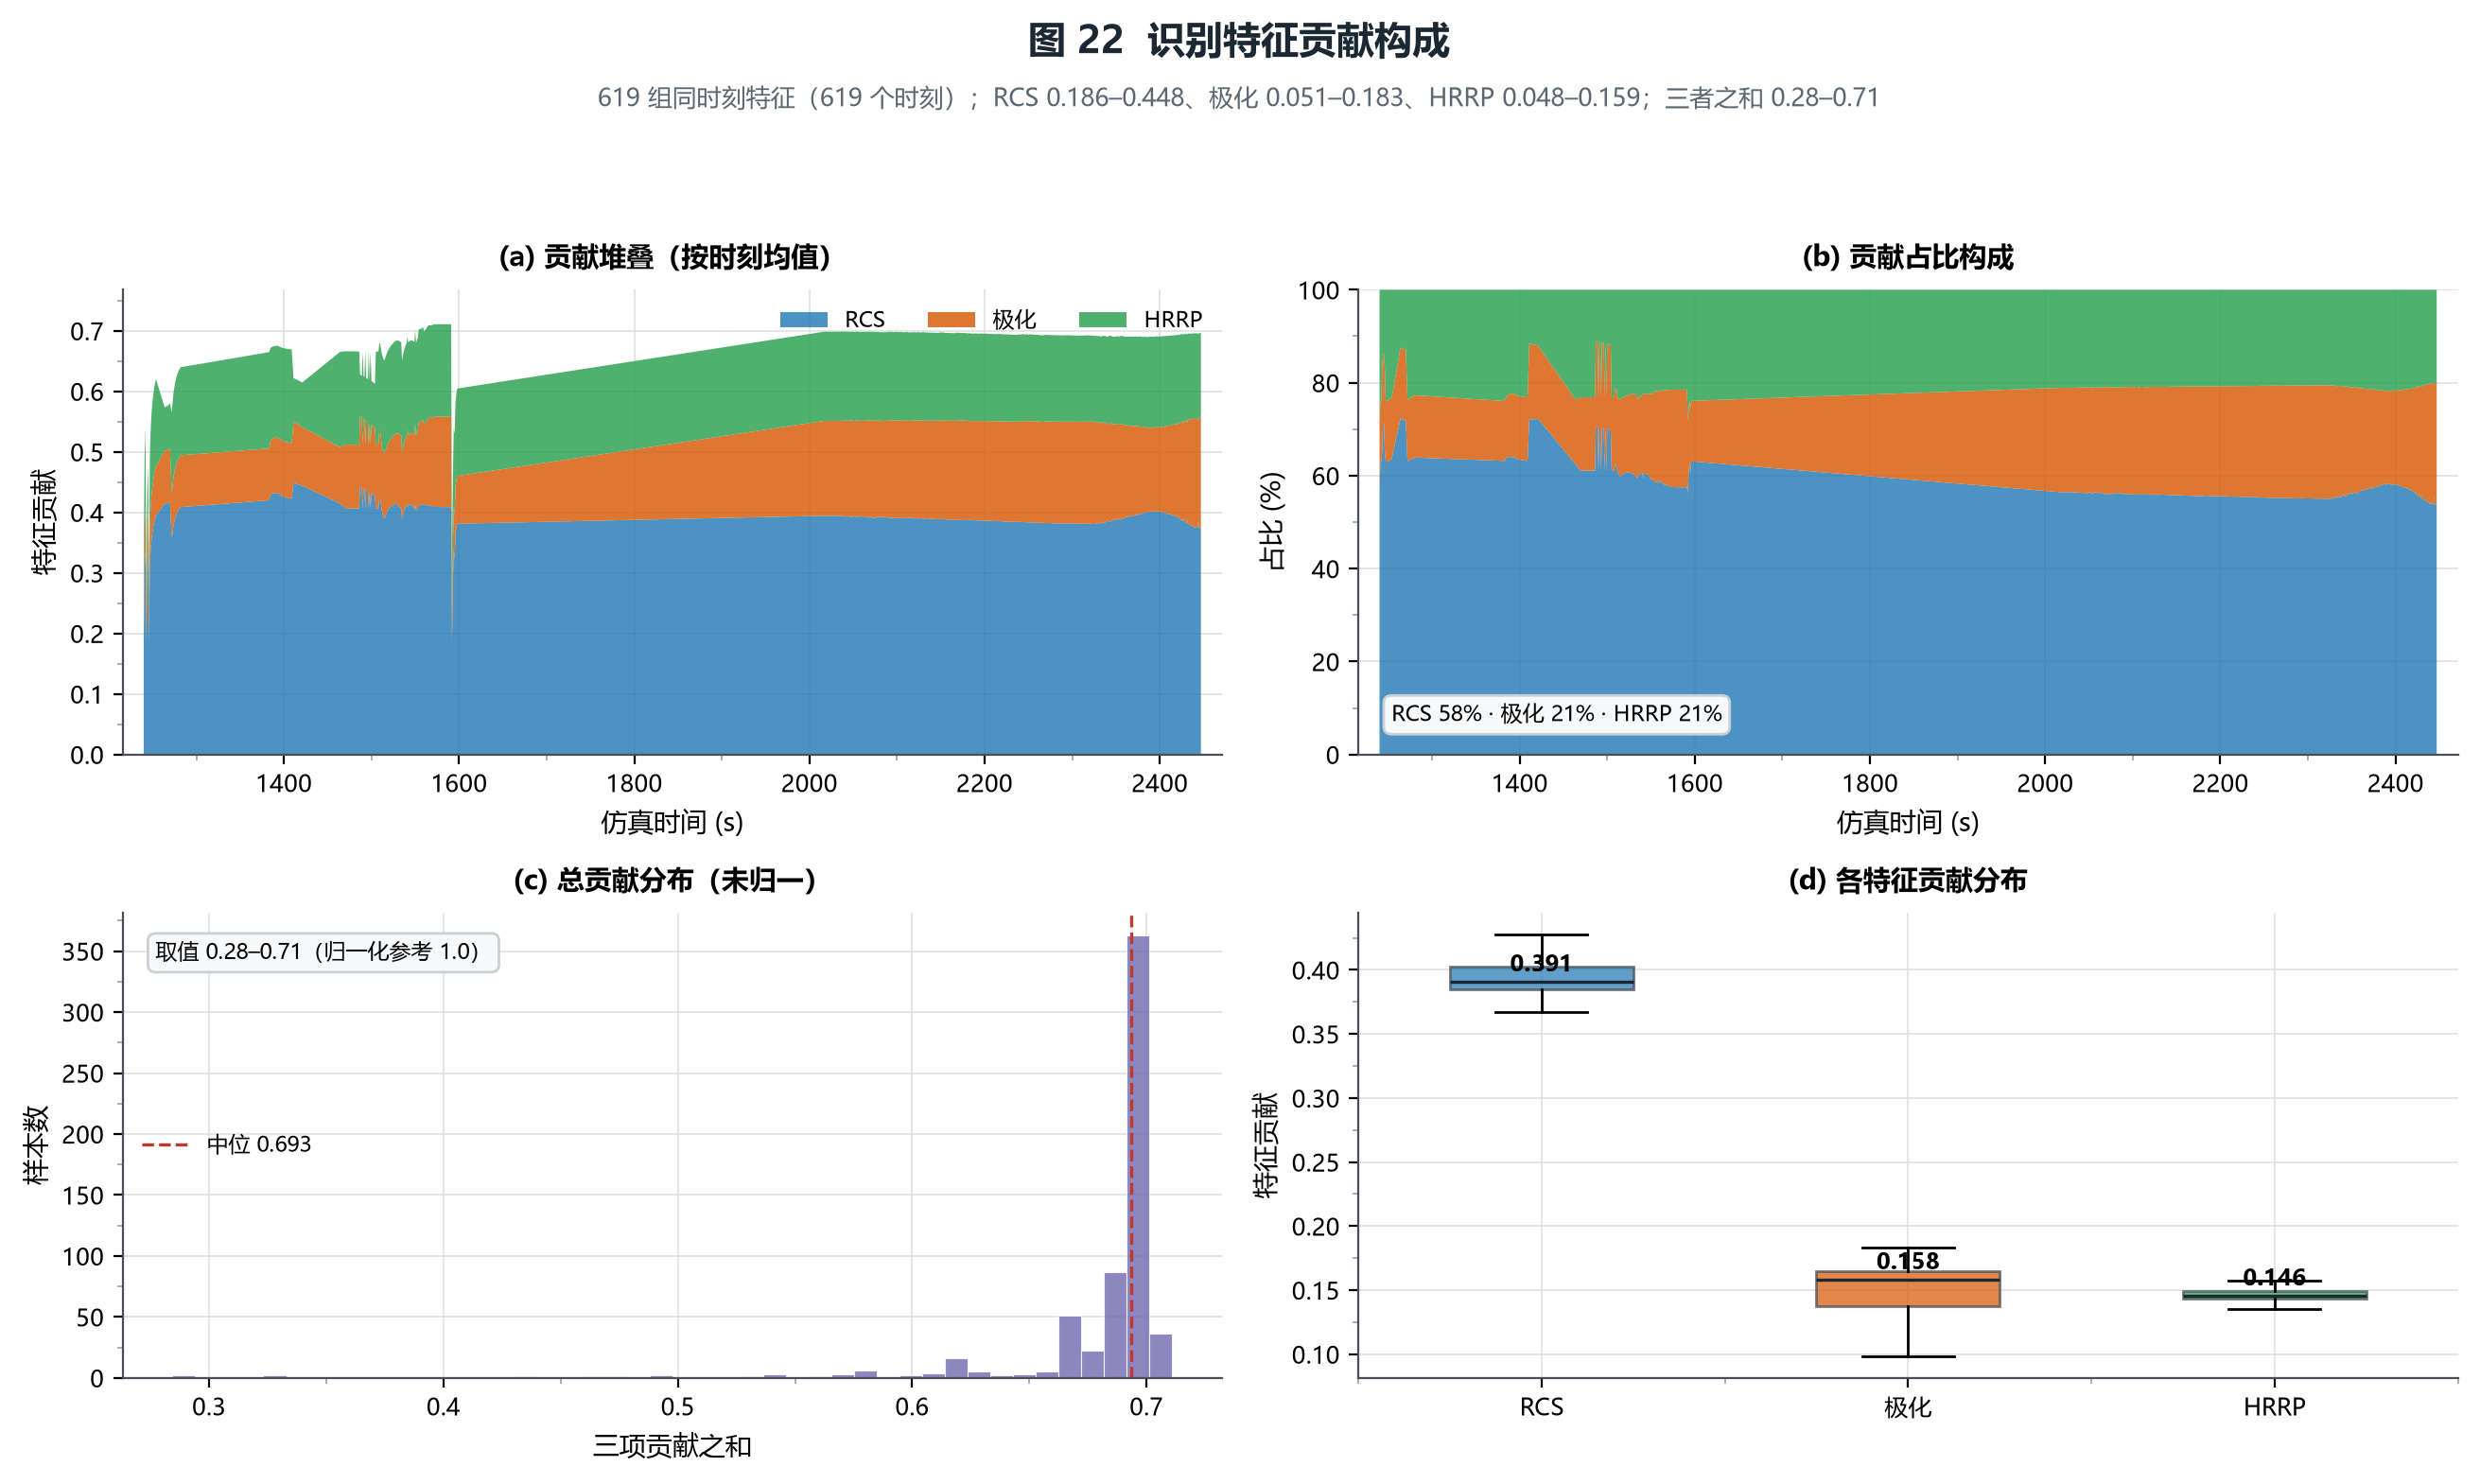 图 22 识别特征贡献构成
619 组同时刻特征（619 个时刻）；RCS 0.186–0.448、极化 0.051–0.183、HRRP 0.048–0.159；三者之和 0.28–0.71
(a) 贡献堆叠（按时刻均值）
RCS 极化 HRRP
特征贡献
0.7
0.6
0.5
0.4
0.3
0.2
0.1
0.0
1400 1600 1800 2000 2200 2400
仿真时间 (s)
(b) 贡献占比构成
占比 (%)
100
80
60
40
20
0
RCS 58% · 极化 21% · HRRP 21%
1400 1600 1800 2000 2200 2400
仿真时间 (s)
(c) 总贡献分布（未归一）
样本数
350
300
250
200
150
100
50
0
取值 0.28–0.71（归一化参考 1.0）
中位 0.693
0.3 0.4 0.5 0.6 0.7
三项贡献之和
(d) 各特征贡献分布
特征贡献
0.40
0.35
0.30
0.25
0.20
0.15
0.10
0.391
0.158
0.146
RCS 极化 HRRP